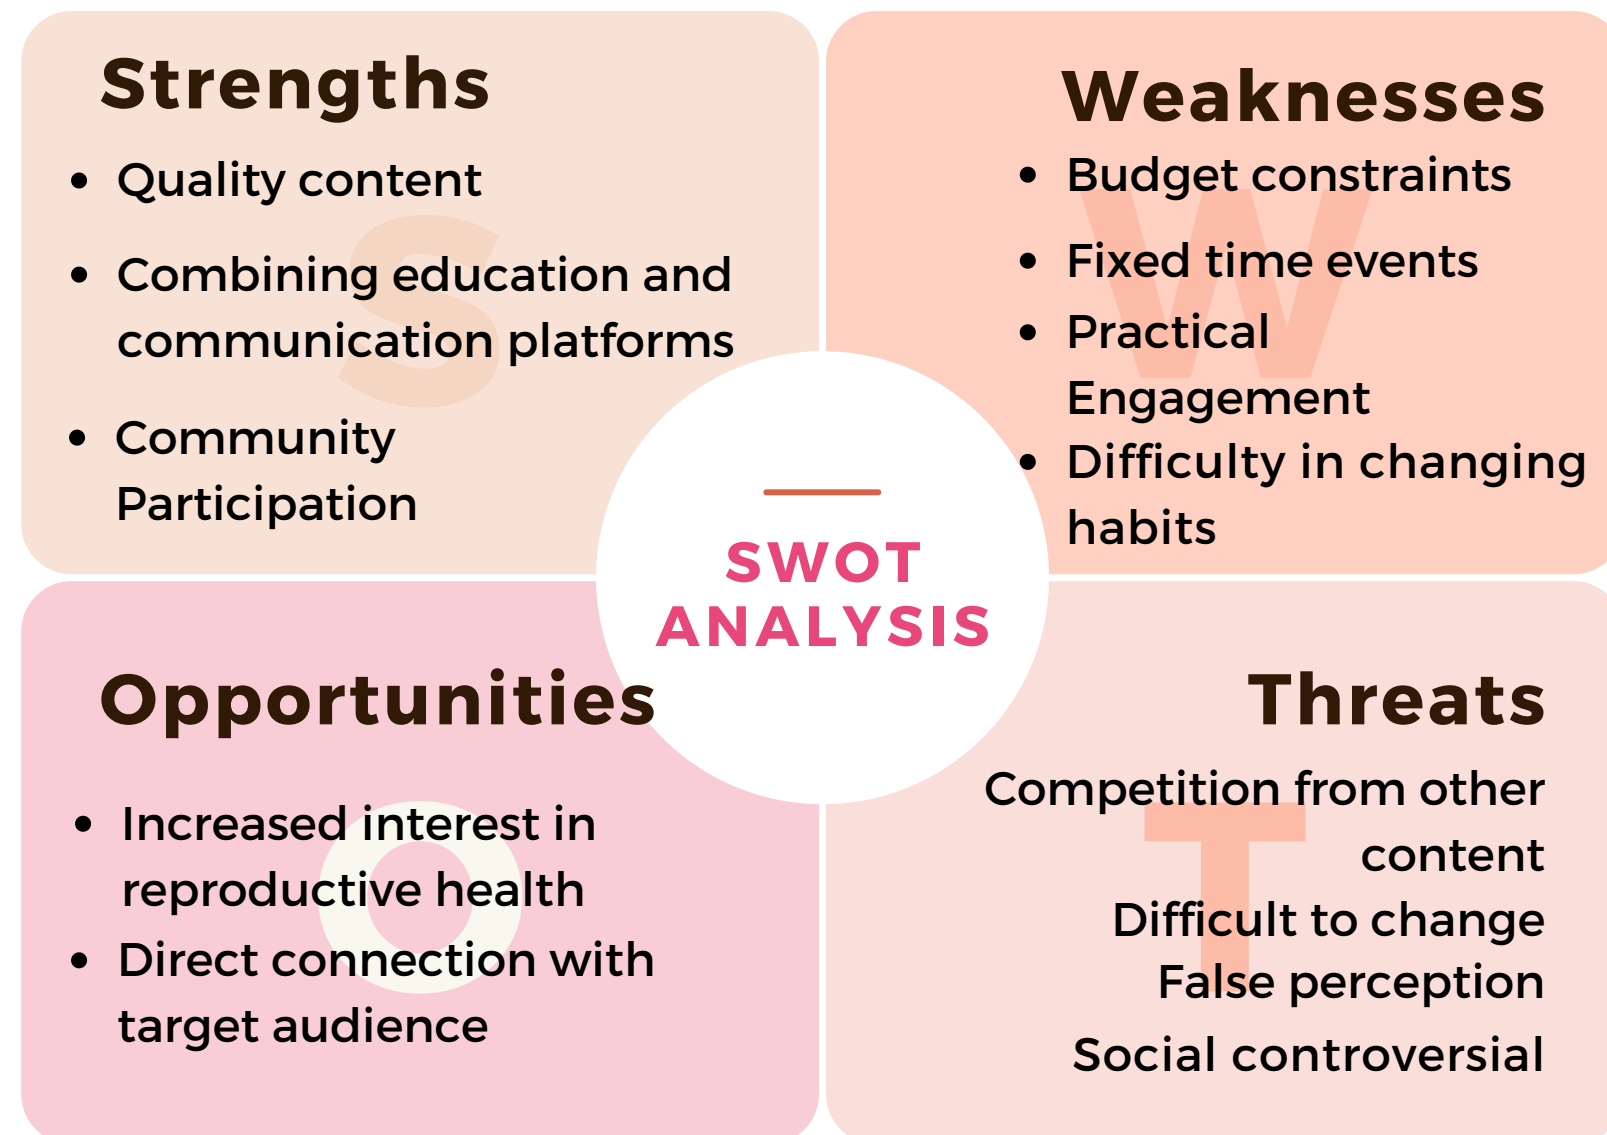 Strengths
• Quality content
• Combining education and
communication platforms
• Community
Participation
S
Weaknesses
• Budget constraints
• Fixed time events
• Practical
Engagement
• Difficulty in changing
habits
W
SWOT
ANALYSIS
Opportunities
• Increased interest in
reproductive health
• Direct connection with
target audience
O
Threats
Competition from other
content
Difficult to change
False perception
Social controversial
T